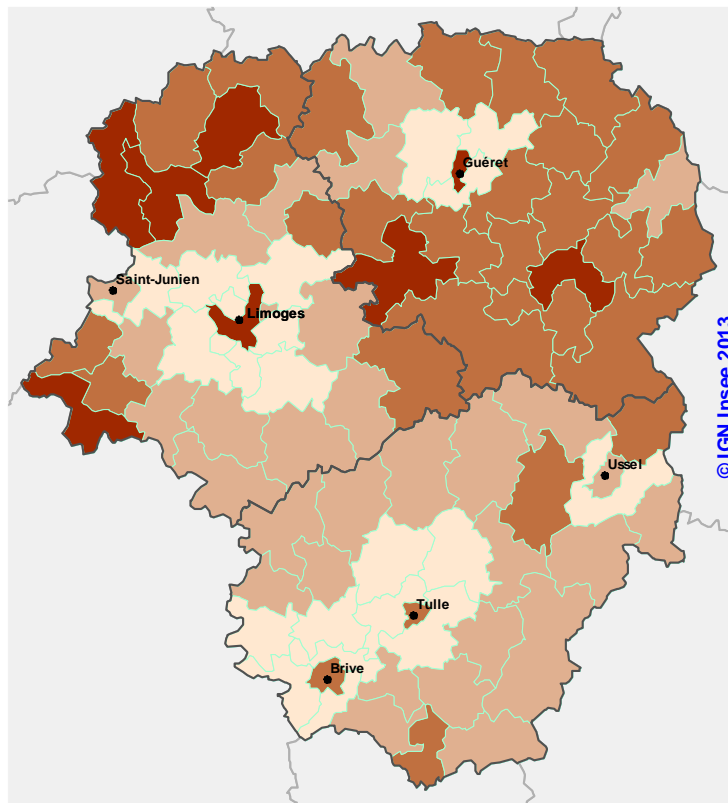 Guéret
Saint-Junien
Limoges
Ussel
Tulle
Brive
© IGN Insee 2013